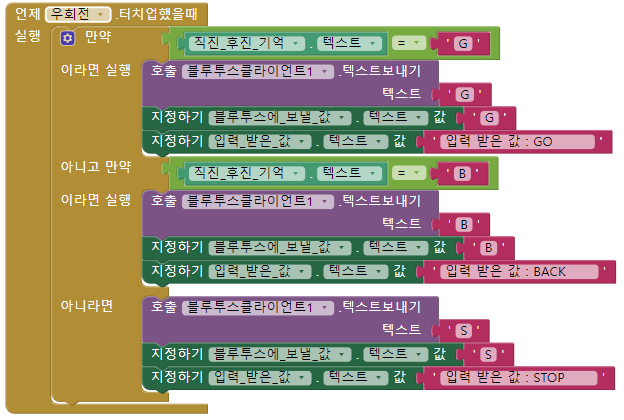 언제 우회전 .터치업했을때
실행 만약 직진_후진_기억 . 텍스트 = " G "
이라면 실행 호출 블루투스클라이언트1 .텍스트보내기
텍스트 " G "
지정하기 블루투스에_보낼_값 . 텍스트 값 " G "
지정하기 입력_받은_값 . 텍스트 값 " 입력 받은 값 : GO "
아니고 만약 직진_후진_기억 . 텍스트 = " B "
이라면 실행 호출 블루투스클라이언트1 .텍스트보내기
텍스트 " B "
지정하기 블루투스에_보낼_값 . 텍스트 값 " B "
지정하기 입력_받은_값 . 텍스트 값 " 입력 받은 값 : BACK "
아니라면 호출 블루투스클라이언트1 .텍스트보내기
텍스트 " S "
지정하기 블루투스에_보낼_값 . 텍스트 값 " S "
지정하기 입력_받은_값 . 텍스트 값 " 입력 받은 값 : STOP "